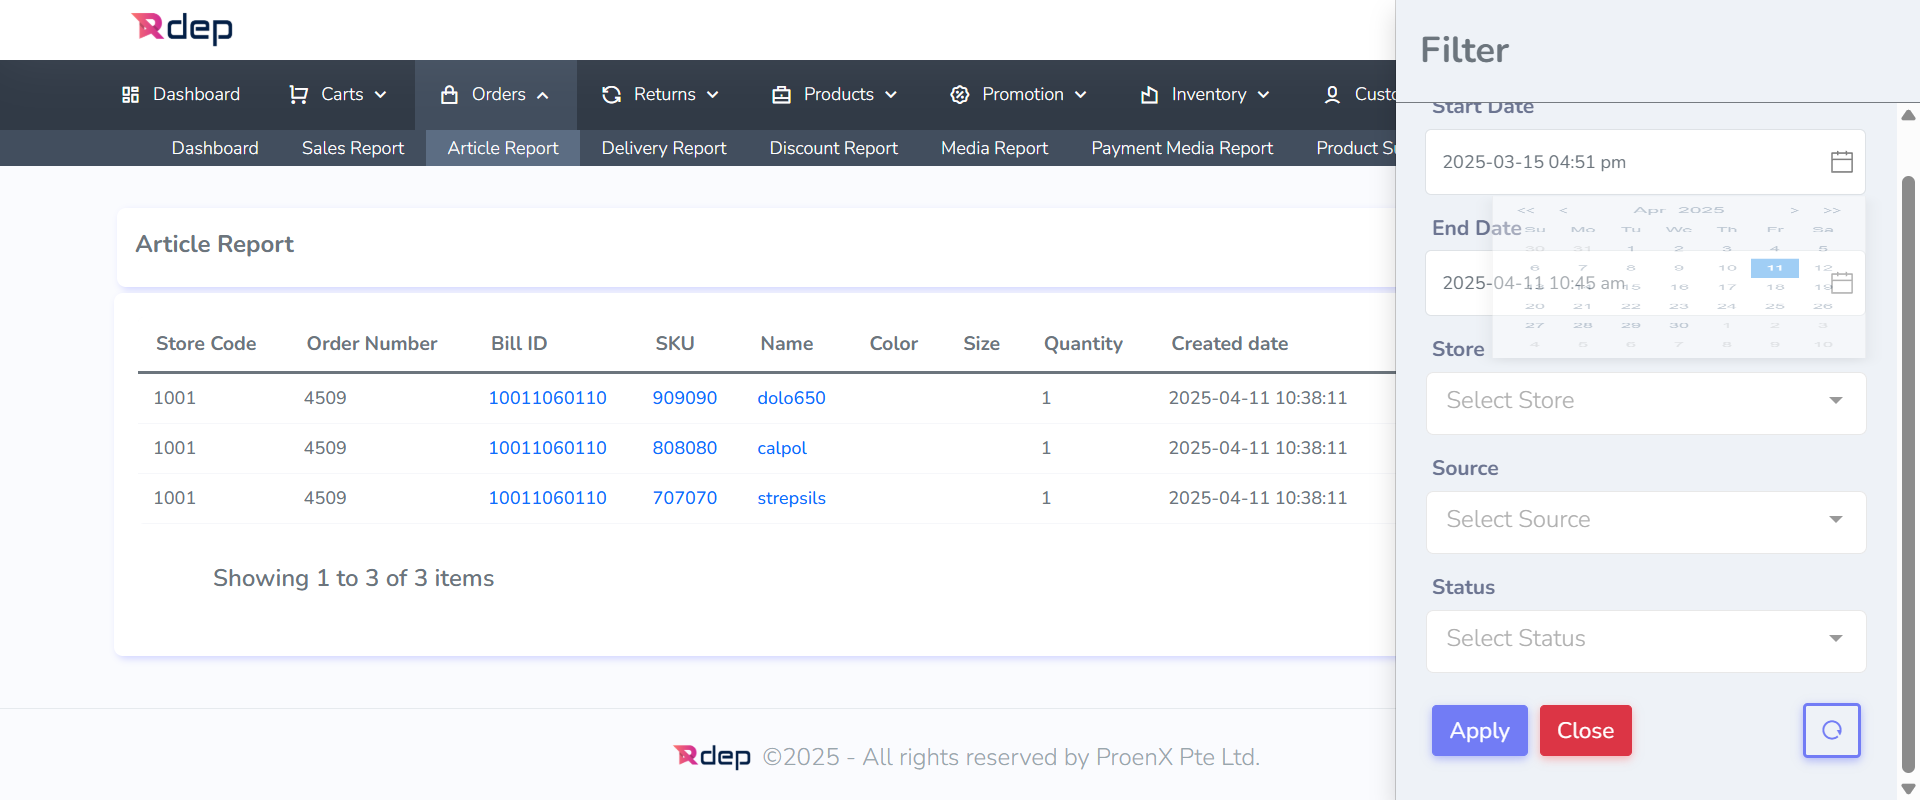 Rdep
Dashboard Carts Orders Returns Products Promotion Inventory Custo
Dashboard Sales Report Article Report Delivery Report Discount Report Media Report Payment Media Report Product Su
Article Report
Store Code Order Number Bill ID SKU Name Color Size Quantity Created date
1001 4509 10011060110 909090 dolo650 1 2025-04-11 10:38:11
1001 4509 10011060110 808080 calpol 1 2025-04-11 10:38:11
1001 4509 10011060110 707070 strepsils 1 2025-04-11 10:38:11
Showing 1 to 3 of 3 items
Rdep ©2025 - All rights reserved by ProenX Pte Ltd.
Filter
Start Date
2025-03-15 04:51 pm
<< < Apr 2025 > >>
Su Mo Tu We Th Fr Sa
30 31 1 2 3 4 5
6 7 8 9 10 11 12
15 16 17 18 19
20 21 22 23 24 25 26
27 28 29 30 1 2 3
4 5 6 7 8 9 10
End Date
2025-04-11 10:45 am
Store
Select Store
Source
Select Source
Status
Select Status
Apply Close